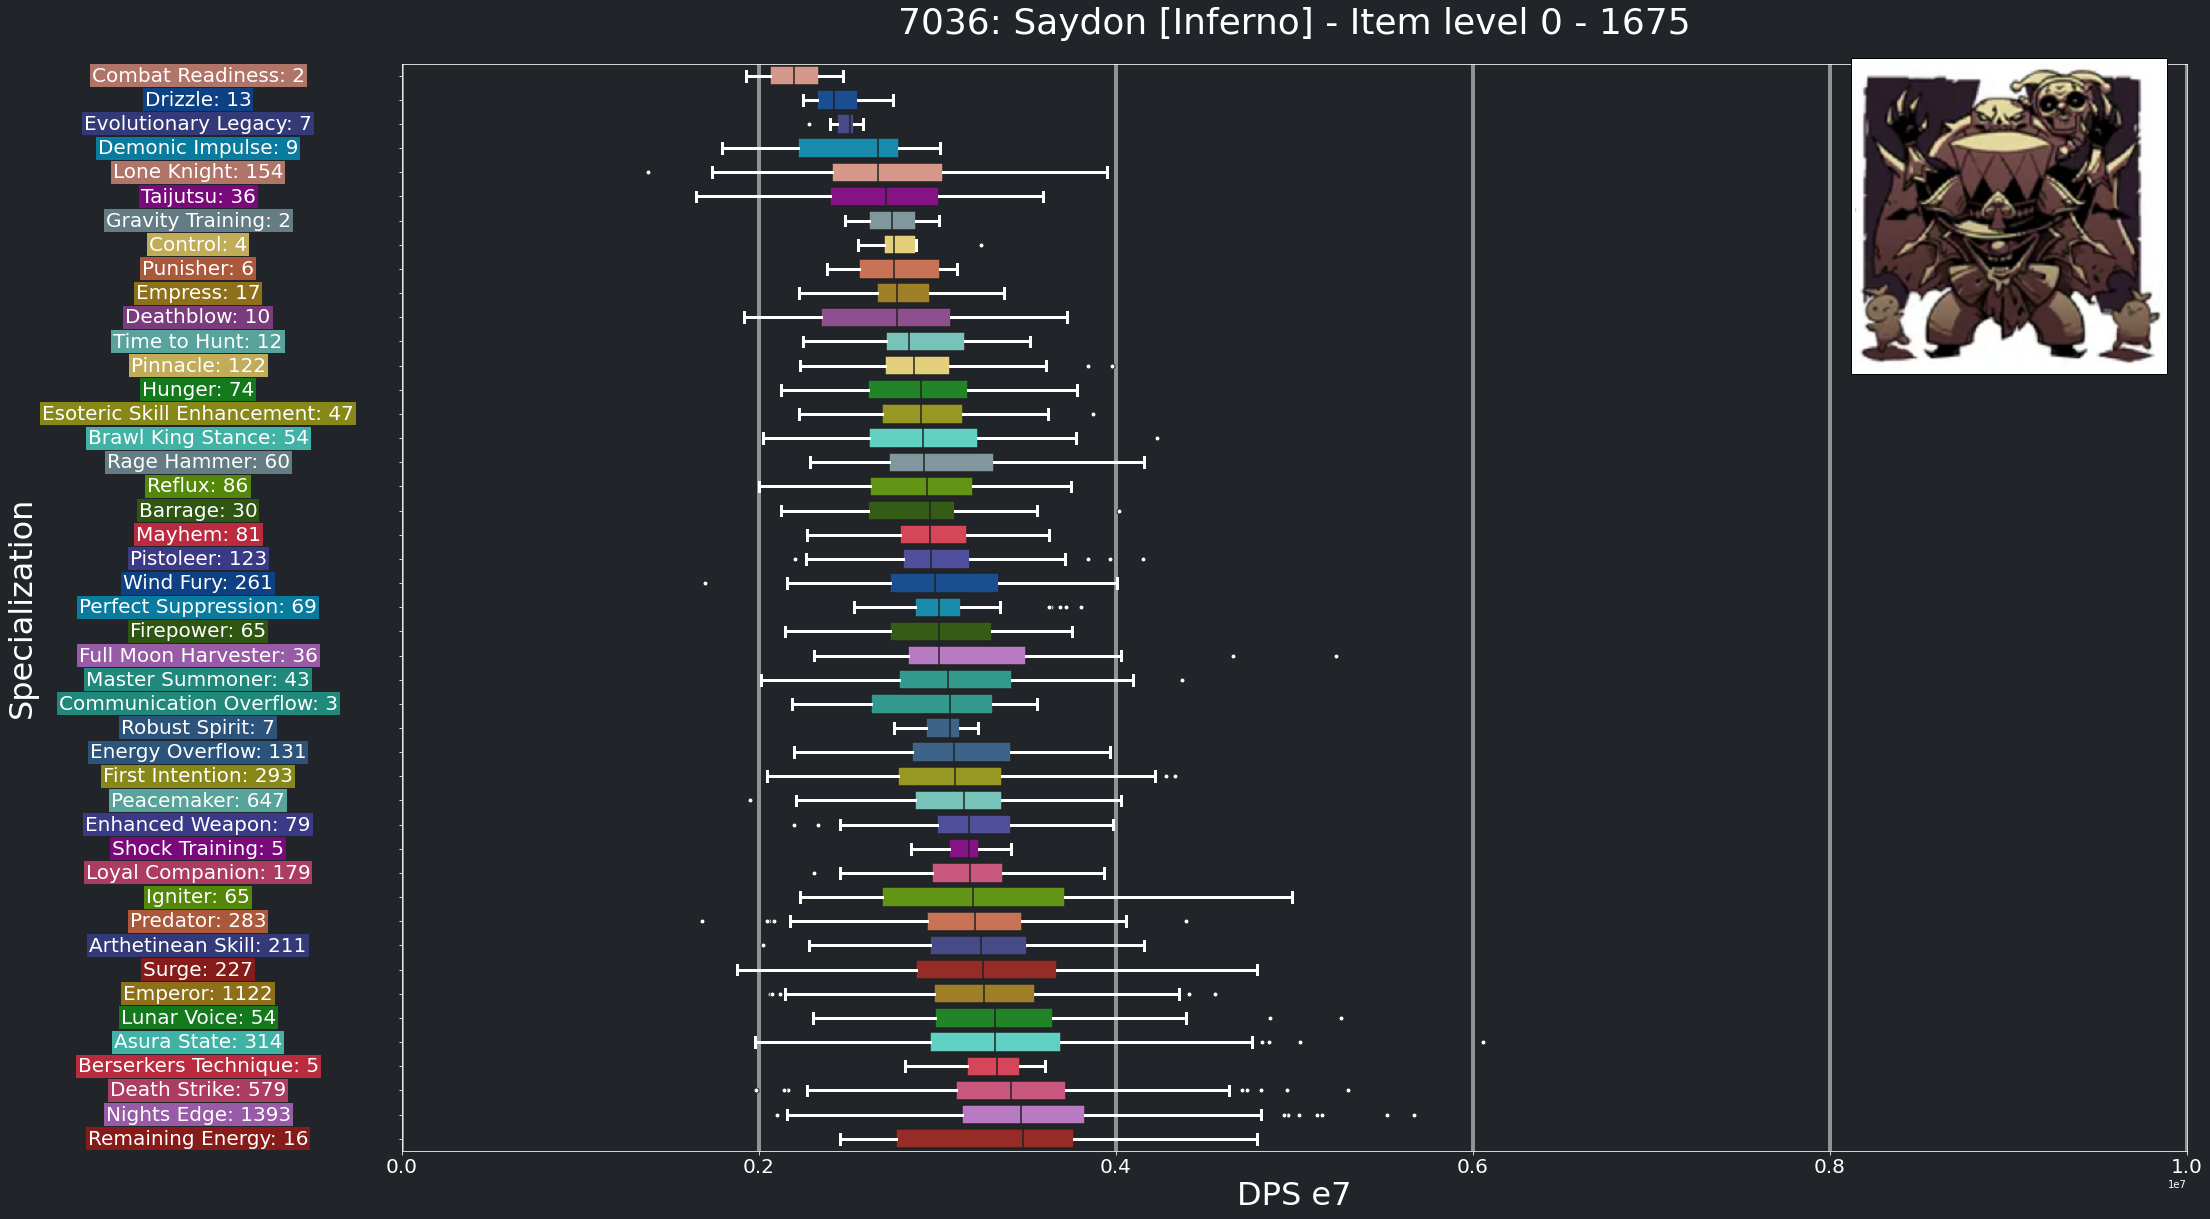 7036: Saydon [Inferno] - Item level 0 - 1675
Specialization
Combat Readiness: 2
Drizzle: 13
Evolutionary Legacy: 7
Demonic Impulse: 9
Lone Knight: 154
Taijutsu: 36
Gravity Training: 2
Control: 4
Punisher: 6
Empress: 17
Deathblow: 10
Time to Hunt: 12
Pinnacle: 122
Hunger: 74
Esoteric Skill Enhancement: 47
Brawl King Stance: 54
Rage Hammer: 60
Reflux: 86
Barrage: 30
Mayhem: 81
Pistoleer: 123
Wind Fury: 261
Perfect Suppression: 69
Firepower: 65
Full Moon Harvester: 36
Master Summoner: 43
Communication Overflow: 3
Robust Spirit: 7
Energy Overflow: 131
First Intention: 293
Peacemaker: 647
Enhanced Weapon: 79
Shock Training: 5
Loyal Companion: 179
Igniter: 65
Predator: 283
Arthetinean Skill: 211
Surge: 227
Emperor: 1122
Lunar Voice: 54
Asura State: 314
Berserkers Technique: 5
Death Strike: 579
Nights Edge: 1393
Remaining Energy: 16
0.0 0.2 0.4 0.6 0.8 1.0
1e7
DPS e7